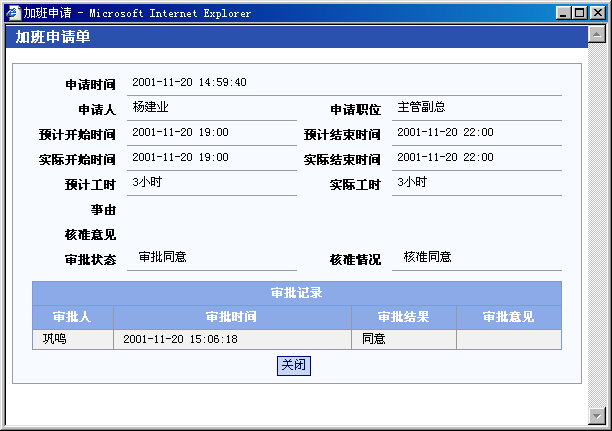 加班申请 - Microsoft Internet Explorer
加班申请单
申请时间 2001-11-20 14:59:40
申请人 杨建业 申请职位 主管副总
预计开始时间 2001-11-20 19:00 预计结束时间 2001-11-20 22:00
实际开始时间 2001-11-20 19:00 实际结束时间 2001-11-20 22:00
预计工时 3小时 实际工时 3小时
事由
核准意见
审批状态 审批同意 核准情况 核准同意
审批记录
审批人 审批时间 审批结果 审批意见
巩鸣 2001-11-20 15:06:18 同意
关闭